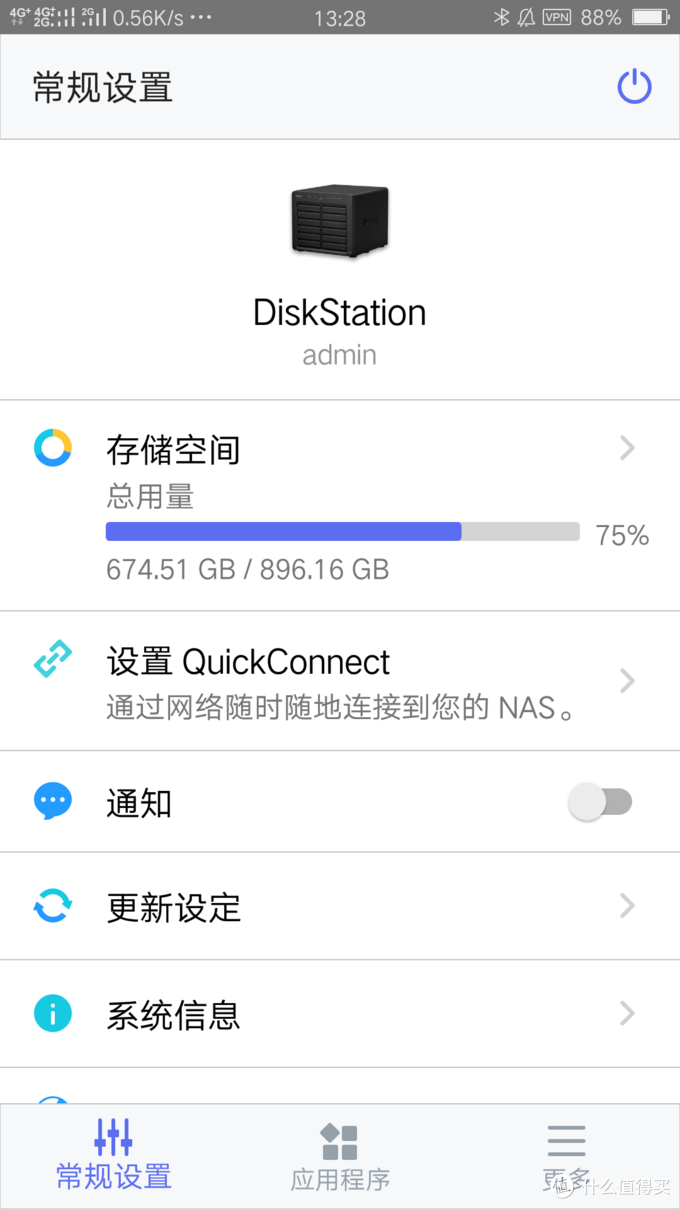 4G+ 4G+ 2G 2G 0.56K/s ··· 13:28 VPN 88%
常规设置
DiskStation
admin
存储空间
总用量
75%
674.51 GB / 896.16 GB
设置 QuickConnect
通过网络随时随地连接到您的 NAS。
通知
更新设定
系统信息
常规设置 应用程序 更多
值 什么值得买